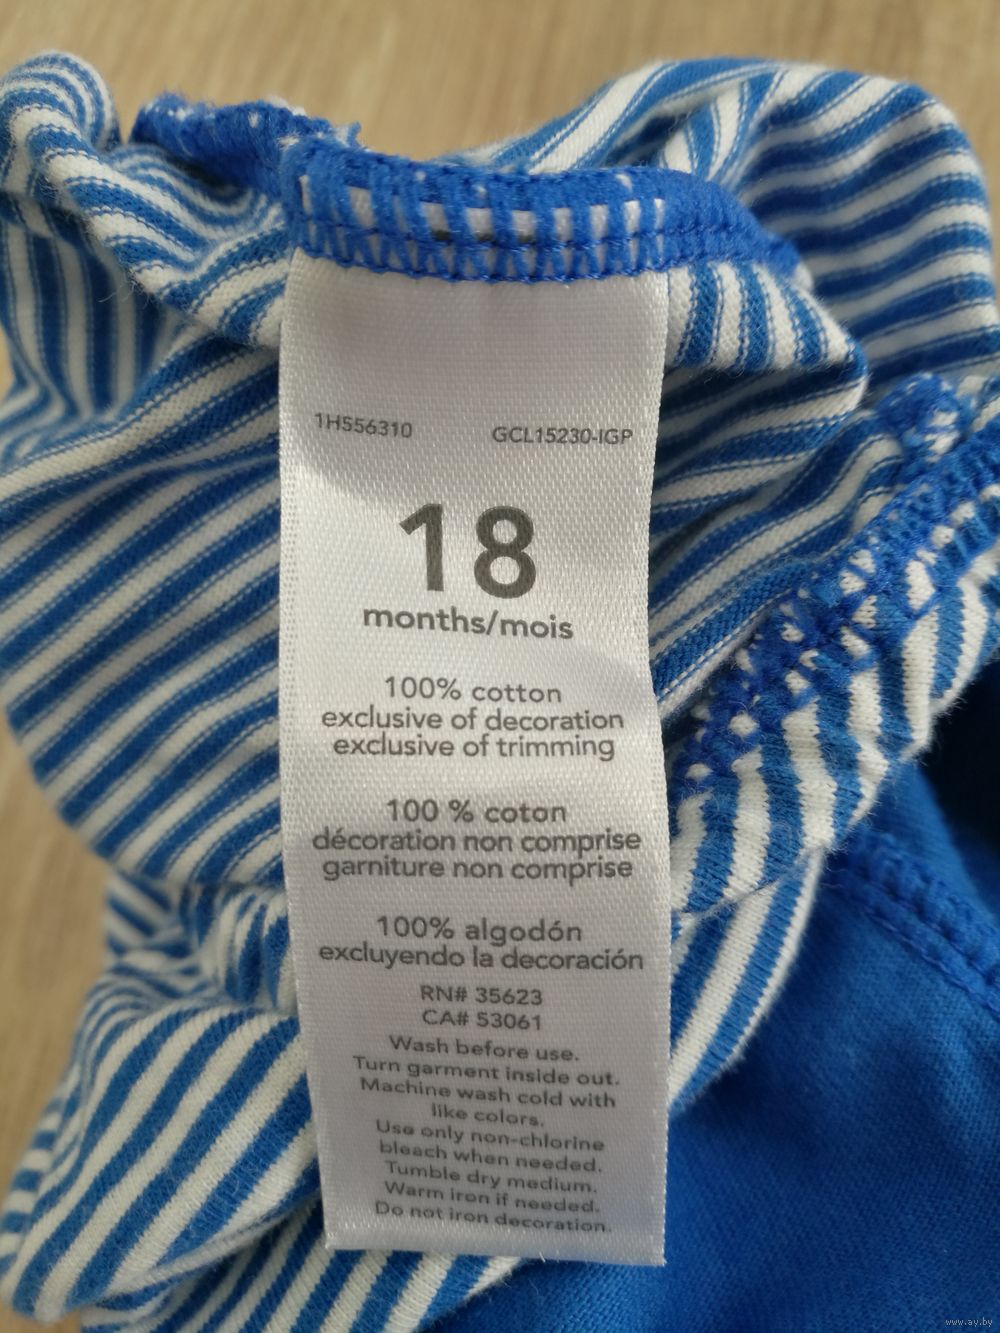 1H556310 GCL15230-IGP
18
months/mois
100% cotton
exclusive of decoration
exclusive of trimming
100 % coton
décoration non comprise
garniture non comprise
100% algodón
excluyendo la decoración
RN# 35623
CA# 53061
Wash before use.
Turn garment inside out.
Machine wash cold with
like colors.
Use only non-chlorine
bleach when needed.
Tumble dry medium.
Warm iron if needed.
Do not iron decoration.
www.ay.by